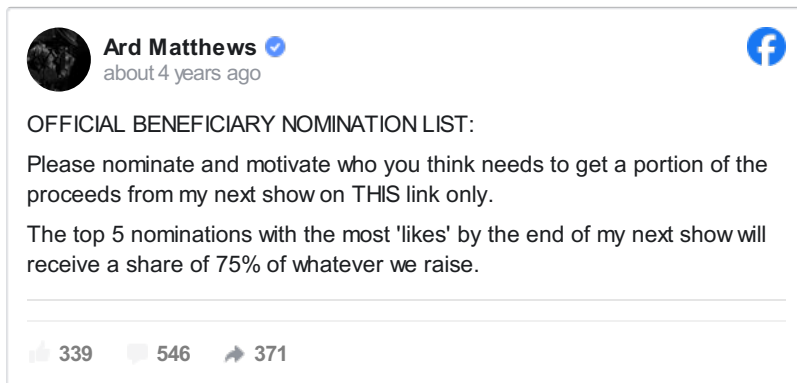 Ard Matthews
about 4 years ago
OFFICIAL BENEFICIARY NOMINATION LIST:
Please nominate and motivate who you think needs to get a portion of the
proceeds from my next show on THIS link only.
The top 5 nominations with the most 'likes' by the end of my next show will
receive a share of 75% of whatever we raise.
339 546 371